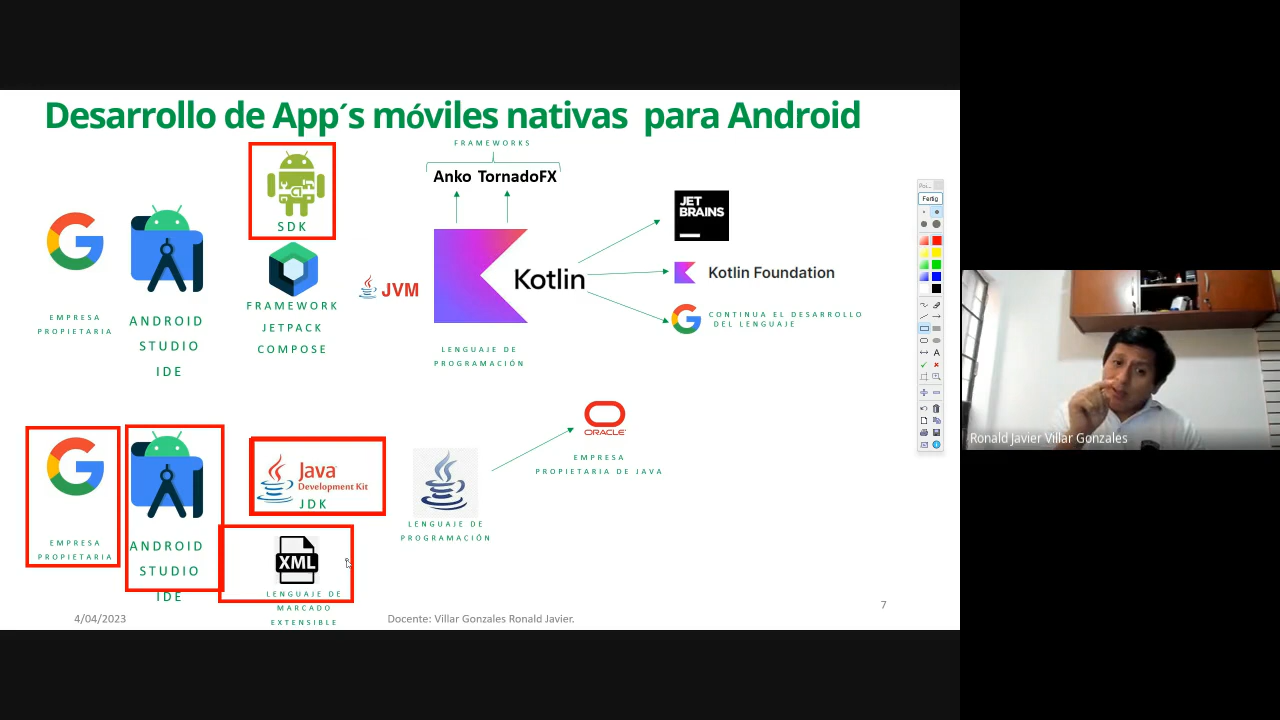 Desarrollo de App´s móviles nativas para Android
FRAMEWORKS
Anko TornadoFX
SDK
JET
BRAINS
Kotlin
Kotlin Foundation
JVM
CONTINUA EL DESARROLLO
DEL LENGUAJE
EMPRESA
PROPIETARIA
ANDROID
STUDIO
IDE
FRAMEWORK
JETPACK
COMPOSE
LENGUAJE DE
PROGRAMACIÓN
ORACLE
EMPRESA
PROPIETARIA DE JAVA
Java
Development Kit
JDK
LENGUAJE DE
PROGRAMACIÓN
EMPRESA
PROPIETARIA
ANDROID
STUDIO
IDE
XML
LENGUAJE DE
MARCADO
EXTENSIBLE
4/04/2023
Docente: Villar Gonzales Ronald Javier.
7
Fertig
A
Ronald Javier Villar Gonzales